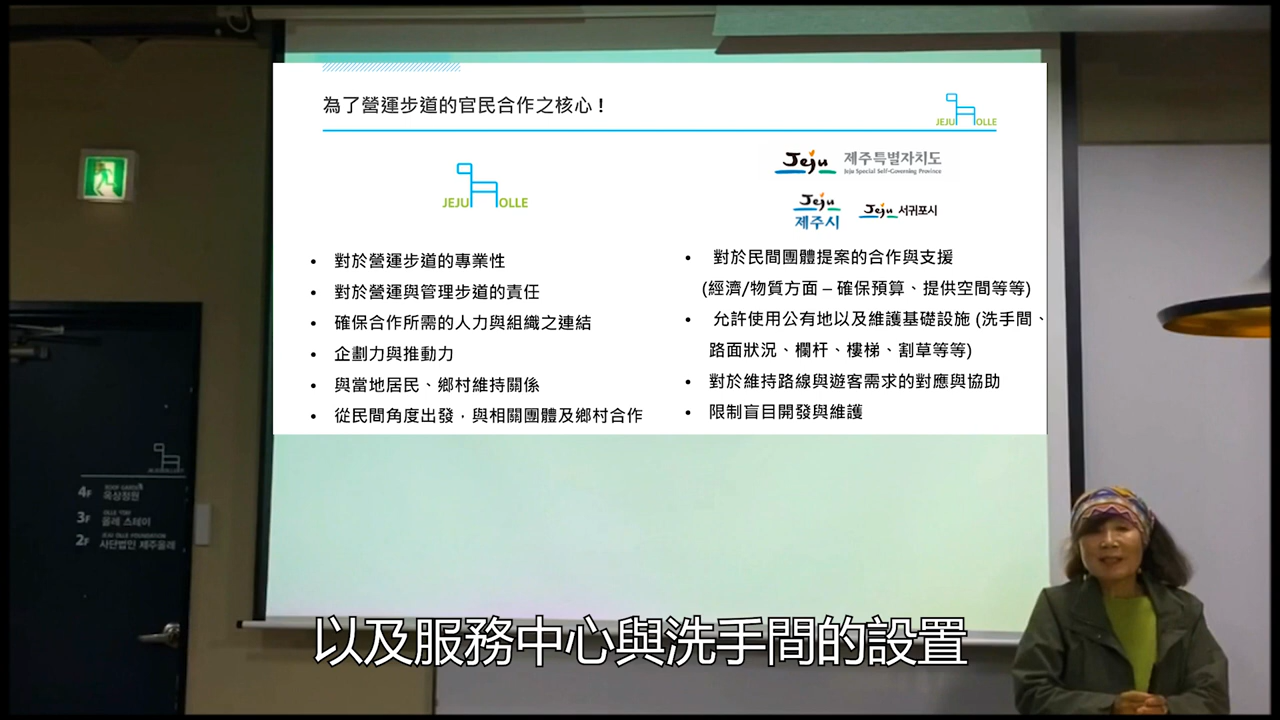 為了營運步道的官民合作之核心！
JEJU OLLE
JEJU OLLE
• 對於營運步道的專業性
• 對於營運與管理步道的責任
• 確保合作所需的人力與組織之連結
• 企劃力與推動力
• 與當地居民、鄉村維持關係
• 從民間角度出發，與相關團體及鄉村合作
Jeju 제주특별자치도
Jeju Special Self-Governing Province
Jeju 제주시
Jeju 서귀포시
• 對於民間團體提案的合作與支援
(經濟/物質方面 – 確保預算、提供空間等等)
• 允許使用公有地以及維護基礎設施 (洗手間、
路面狀況、欄杆、樓梯、割草等等)
• 對於維持路線與遊客需求的對應與協助
• 限制盲目開發與維護
4F ROOF GARDEN
옥상정원
3F OLLE YOU
올레 스테이
2F JEJU OLLE FOUNDATION
사단법인 제주올레
以及服務中心與洗手間的設置